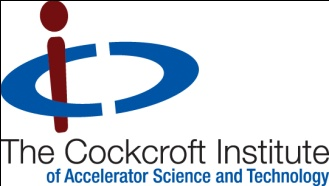 The Cockcroft Institute
of Accelerator Science and Technology